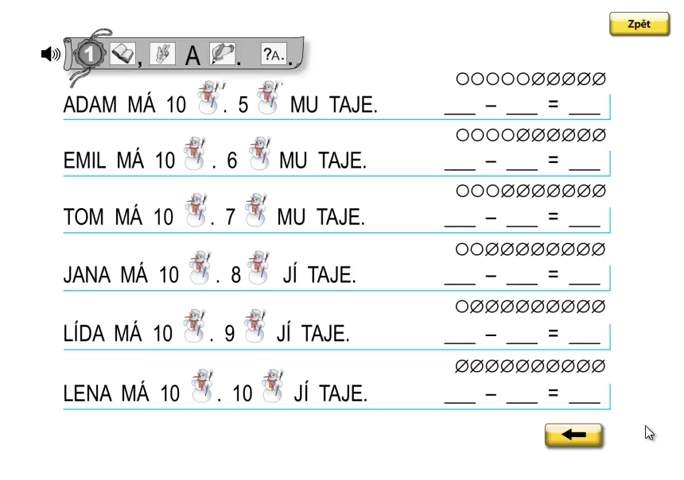 Zpět
1 , A . ?A. .
ADAM MÁ 10 . 5 MU TAJE. ___ – ___ = ___
EMIL MÁ 10 . 6 MU TAJE. ___ – ___ = ___
TOM MÁ 10 . 7 MU TAJE. ___ – ___ = ___
JANA MÁ 10 . 8 JÍ TAJE. ___ – ___ = ___
LÍDA MÁ 10 . 9 JÍ TAJE. ___ – ___ = ___
LENA MÁ 10 . 10 JÍ TAJE. ___ – ___ = ___